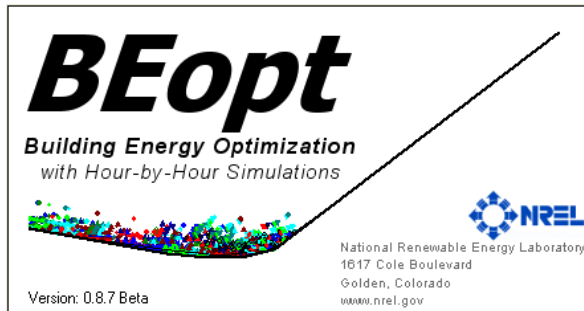 BEopt
Building Energy Optimization
with Hour-by-Hour Simulations
NREL
National Renewable Energy Laboratory
1617 Cole Boulevard
Golden, Colorado
www.nrel.gov
Version: 0.8.7 Beta